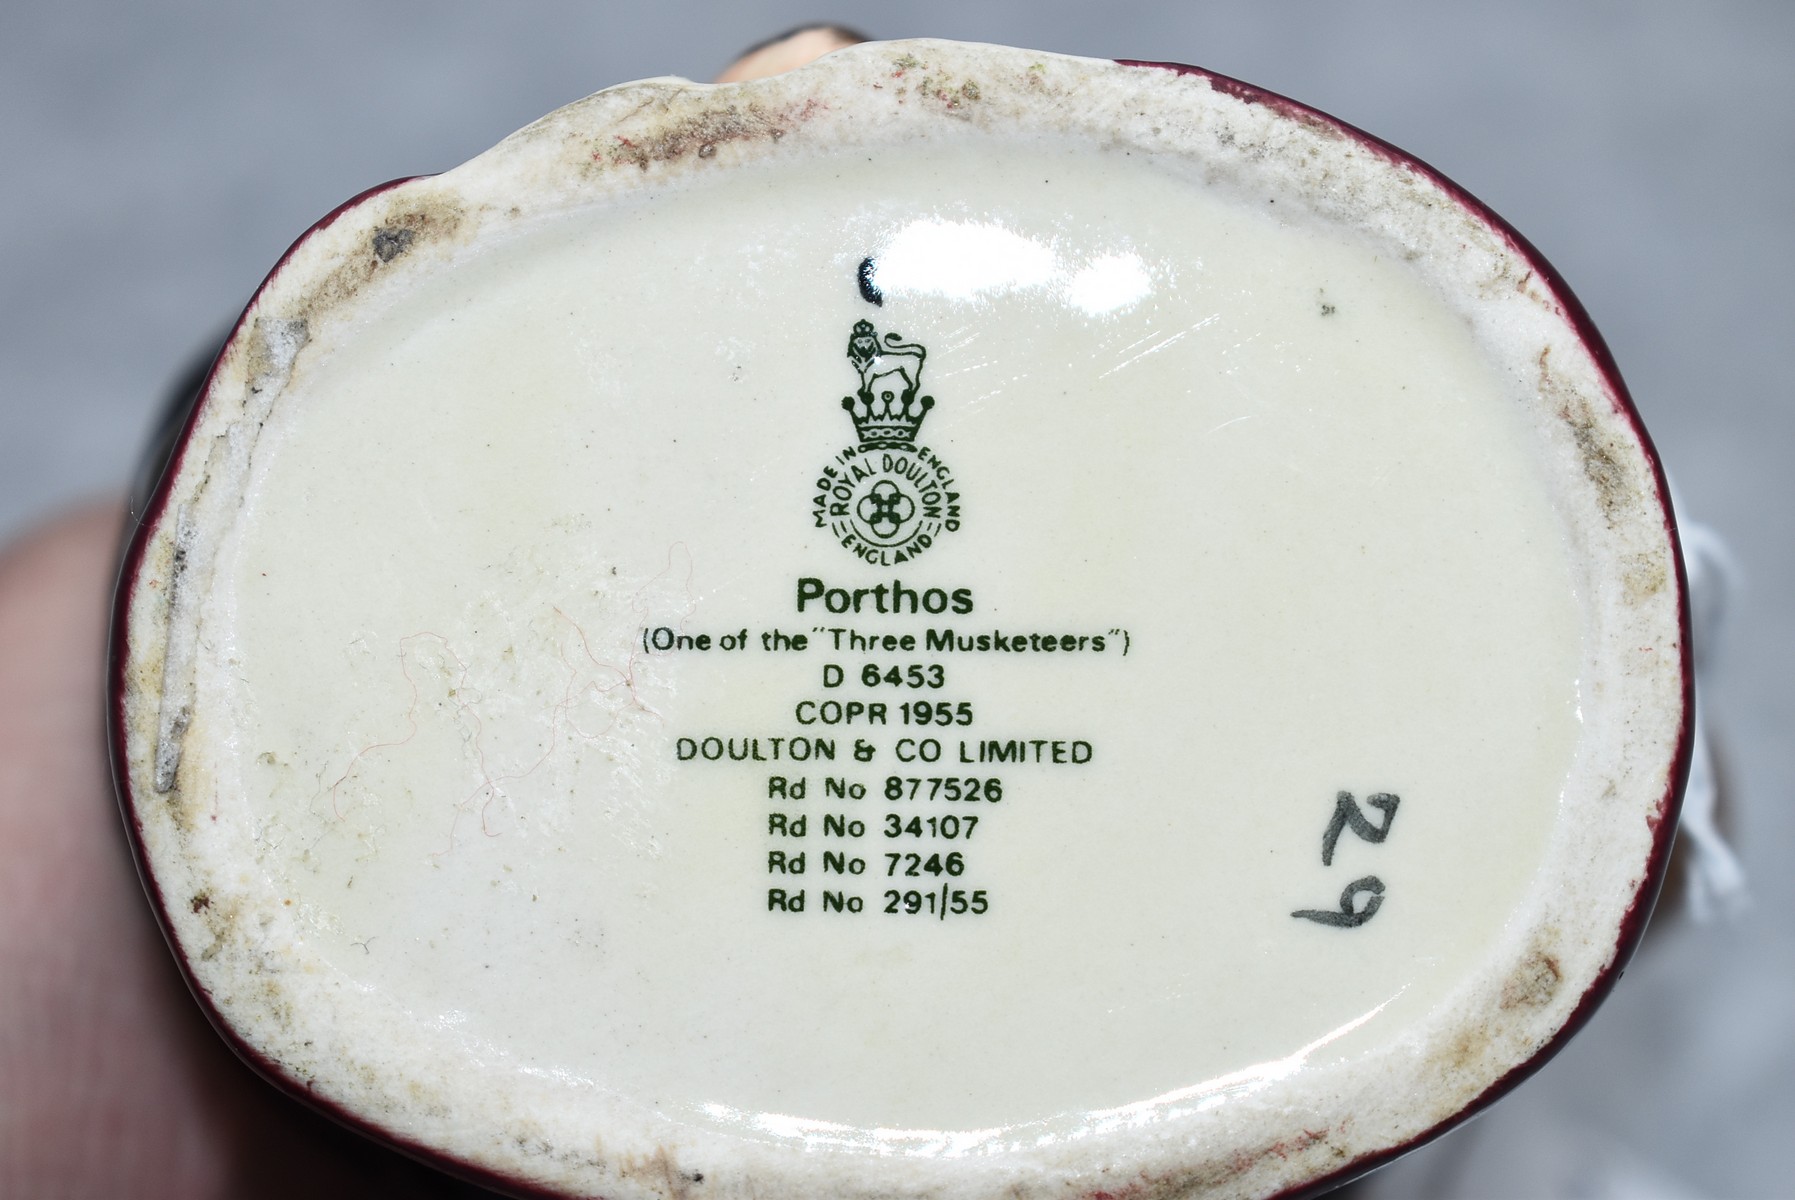 MADE IN ENGLAND
ROYAL DOULTON
ENGLAND
Porthos
(One of the "Three Musketeers")
D 6453
COPR 1955
DOULTON & CO LIMITED
Rd No 877526
Rd No 34107
Rd No 7246
Rd No 291/55
29